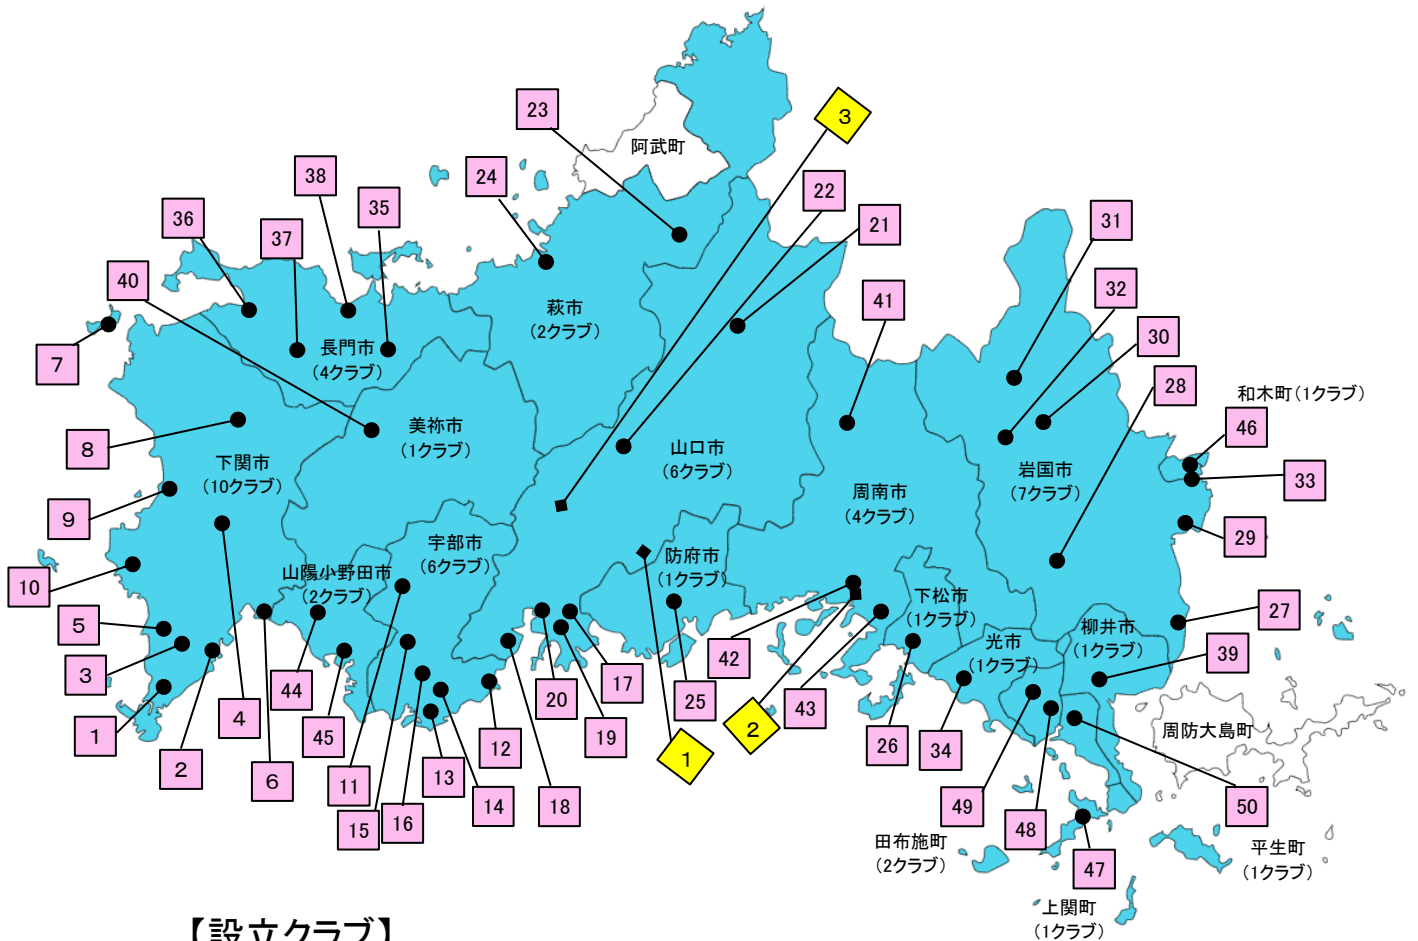 3
23
阿武町
22
38
24
35
36
21
31
37
40
32
41
萩市
(2クラブ)
30
長門市
(4クラブ)
7
28
和木町(1クラブ)
美祢市
(1クラブ)
46
8
山口市
(6クラブ)
下関市
(10クラブ)
岩国市
(7クラブ)
33
周南市
(4クラブ)
9
29
宇部市
(6クラブ)
防府市
(1クラブ)
10
山陽小野田市
(2クラブ)
下松市
(1クラブ)
27
5
柳井市
(1クラブ)
光市
(1クラブ)
39
42
3
44
17
20
25
43
周防大島町
4
2
1
45
19
26
34
12
1
2
6
13
11
14
18
49
50
16
15
48
田布施町
(2クラブ)
平生町
(1クラブ)
47
上関町
(1クラブ)
【設立クラブ】